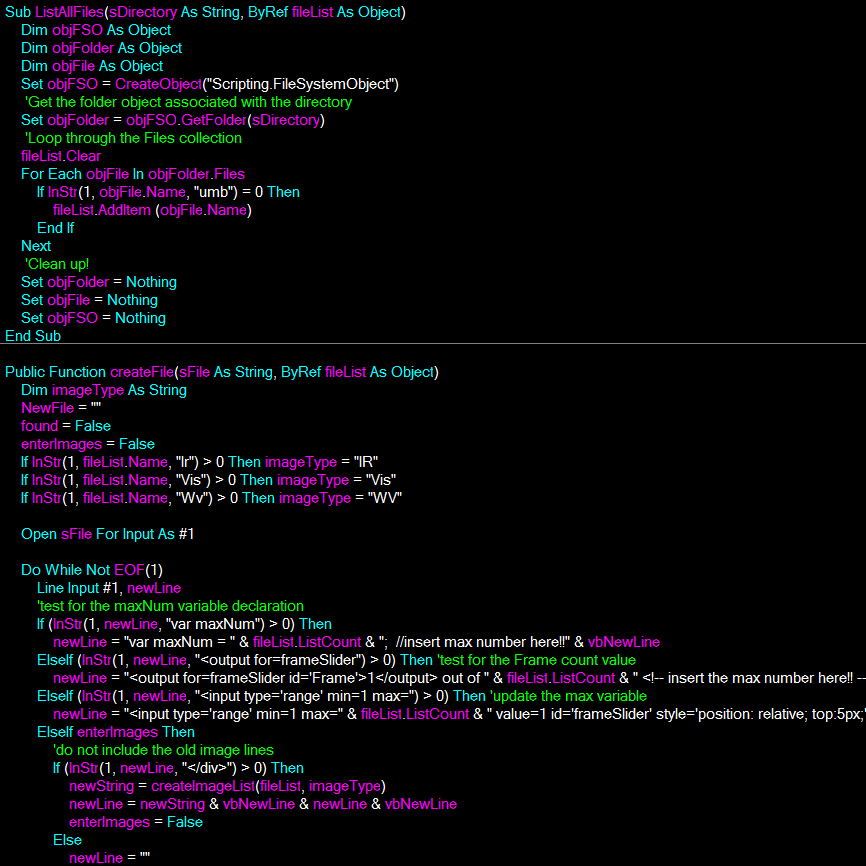 Sub ListAllFiles(sDirectory As String, ByRef fileList As Object)
Dim objFSO As Object
Dim objFolder As Object
Dim objFile As Object
Set objFSO = CreateObject("Scripting.FileSystemObject")
'Get the folder object associated with the directory
Set objFolder = objFSO.GetFolder(sDirectory)
'Loop through the Files collection
fileList.Clear
For Each objFile In objFolder.Files
If InStr(1, objFile.Name, "umb") = 0 Then
fileList.AddItem (objFile.Name)
End If
Next
'Clean up!
Set objFolder = Nothing
Set objFile = Nothing
Set objFSO = Nothing
End Sub
Public Function createFile(sFile As String, ByRef fileList As Object)
Dim imageType As String
NewFile = ""
found = False
enterImages = False
If InStr(1, fileList.Name, "Ir") > 0 Then imageType = "IR"
If InStr(1, fileList.Name, "Vis") > 0 Then imageType = "Vis"
If InStr(1, fileList.Name, "Wv") > 0 Then imageType = "WV"
Open sFile For Input As #1
Do While Not EOF(1)
Line Input #1, newLine
'test for the maxNum variable declaration
If (InStr(1, newLine, "var maxNum") > 0) Then
newLine = "var maxNum = " & fileList.ListCount & ";  //insert max number here!!" & vbNewLine
ElseIf (InStr(1, newLine, "<output for=frameSlider") > 0) Then 'test for the Frame count value
newLine = "<output for=frameSlider id='Frame'>1</output> out of " & fileList.ListCount & " <!-- insert the max number here!! --
ElseIf (InStr(1, newLine, "<input type='range' min=1 max=") > 0) Then 'update the max variable
newLine = "<input type='range' min=1 max=" & fileList.ListCount & " value=1 id='frameSlider' style='position: relative; top:5px;'
ElseIf enterImages Then
'do not include the old image lines
If (InStr(1, newLine, "</div>") > 0) Then
newString = createImageList(fileList, imageType)
newLine = newString & vbNewLine & newLine & vbNewLine
enterImages = False
Else
newLine = ""